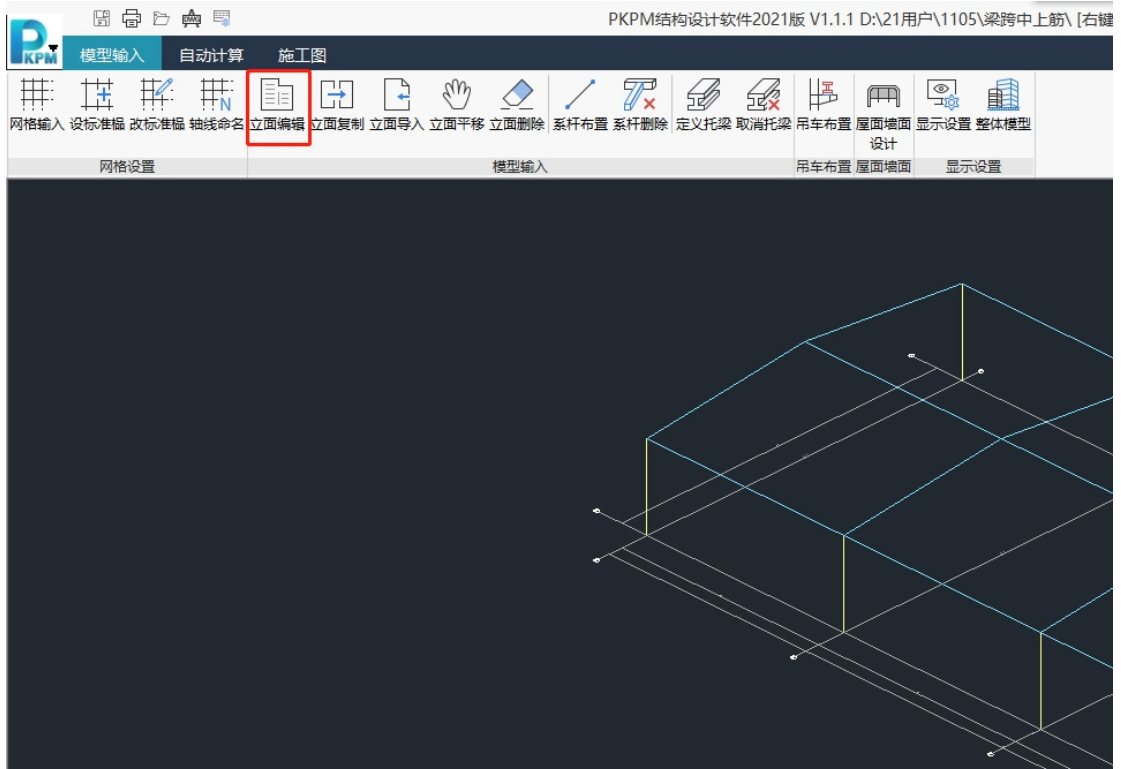 PKPM结构设计软件2021版 V1.1.1 D:\21用户\1105\梁跨中上筋\ [右键
PKPM 模型输入 自动计算 施工图
网格输入 设标准榀 改标准榀 轴线命名 立面编辑 立面复制 立面导入 立面平移 立面删除 系杆布置 系杆删除 定义托梁 取消托梁 吊车布置 屋面墙面 显示设置 整体模型
设计
网格设置 模型输入 吊车布置 屋面墙面 显示设置